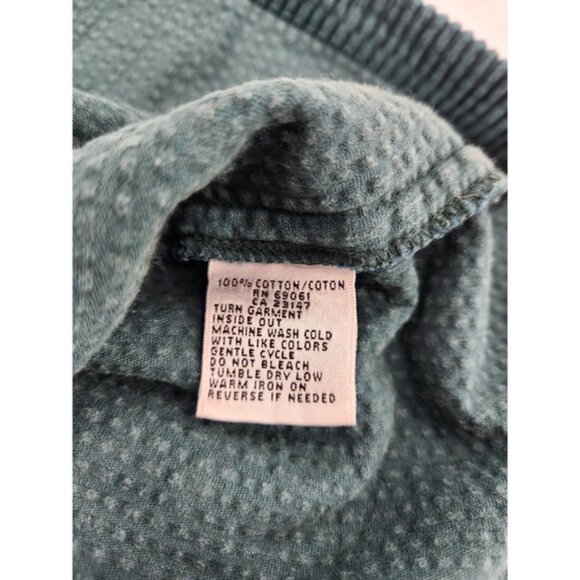 100% COTTON/COTON
RN 69061
CA 23147
TURN GARMENT
INSIDE OUT
MACHINE WASH COLD
WITH LIKE COLORS
GENTLE CYCLE
DO NOT BLEACH
TUMBLE DRY LOW
WARM IRON ON
REVERSE IF NEEDED